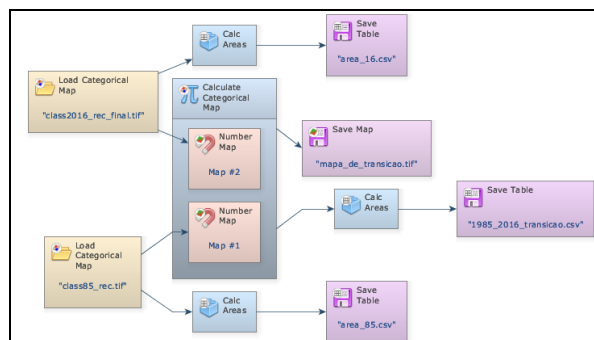 Calc
Areas
Save
Table
"area_16.csv"
Load Categorical
Map
"class2016_rec_final.tif"
Calculate
Categorical
Map
Number
Map
Map #2
Save Map
"mapa_de_transicao.tif"
Number
Map
Map #1
Calc
Areas
Save Table
"1985_2016_transicao.csv"
Load
Categorical
Map
"class85_rec.tif"
Calc
Areas
Save
Table
"area_85.csv"